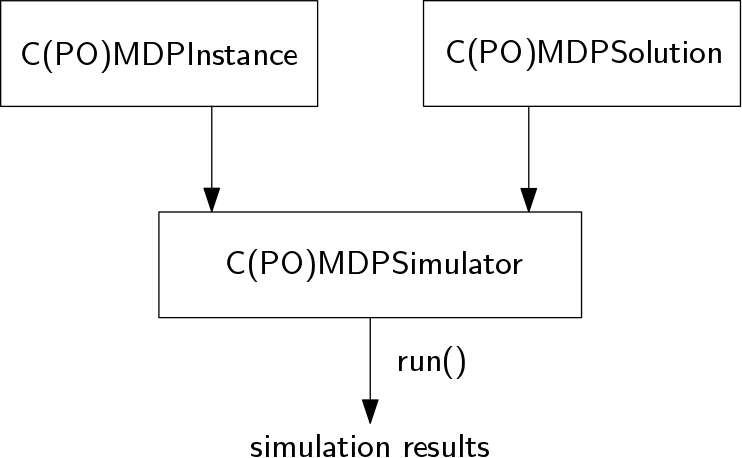 C(PO)MDPInstance
C(PO)MDPSolution
C(PO)MDPSimulator
run()
simulation results